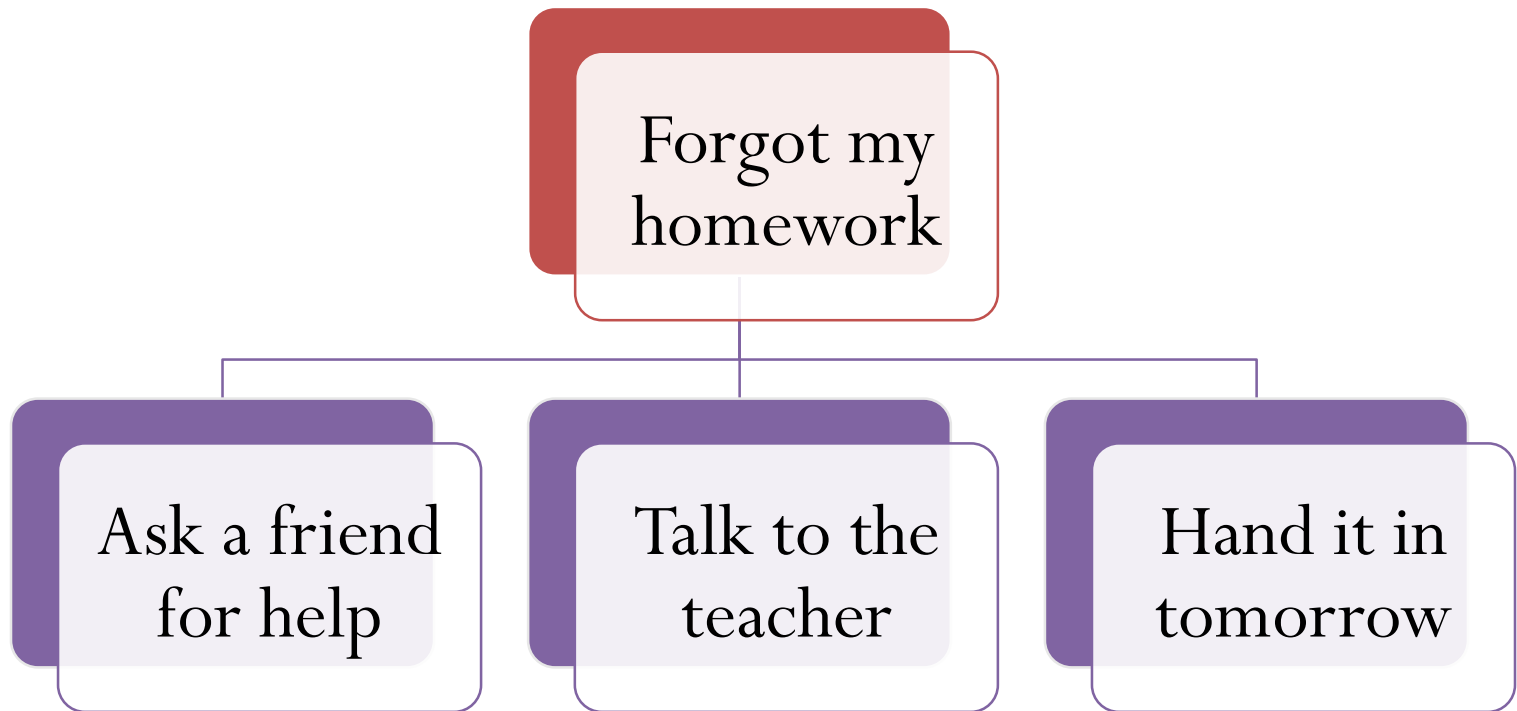 Forgot my
homework
Ask a friend
for help
Talk to the
teacher
Hand it in
tomorrow